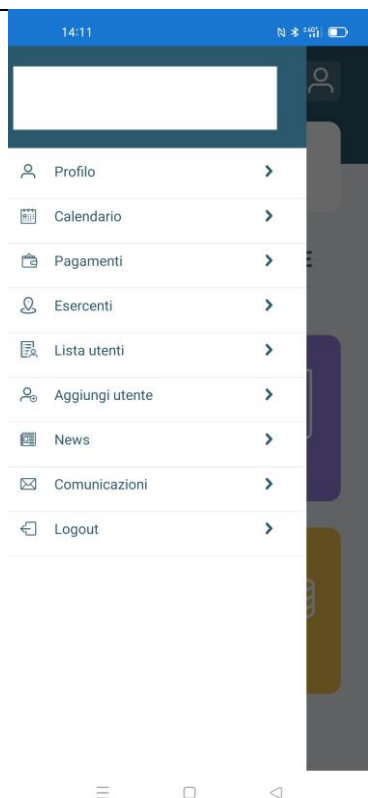 14:11
Profilo
Calendario
Pagamenti
E
Esercenti
Lista utenti
Aggiungi utente
News
Comunicazioni
Logout